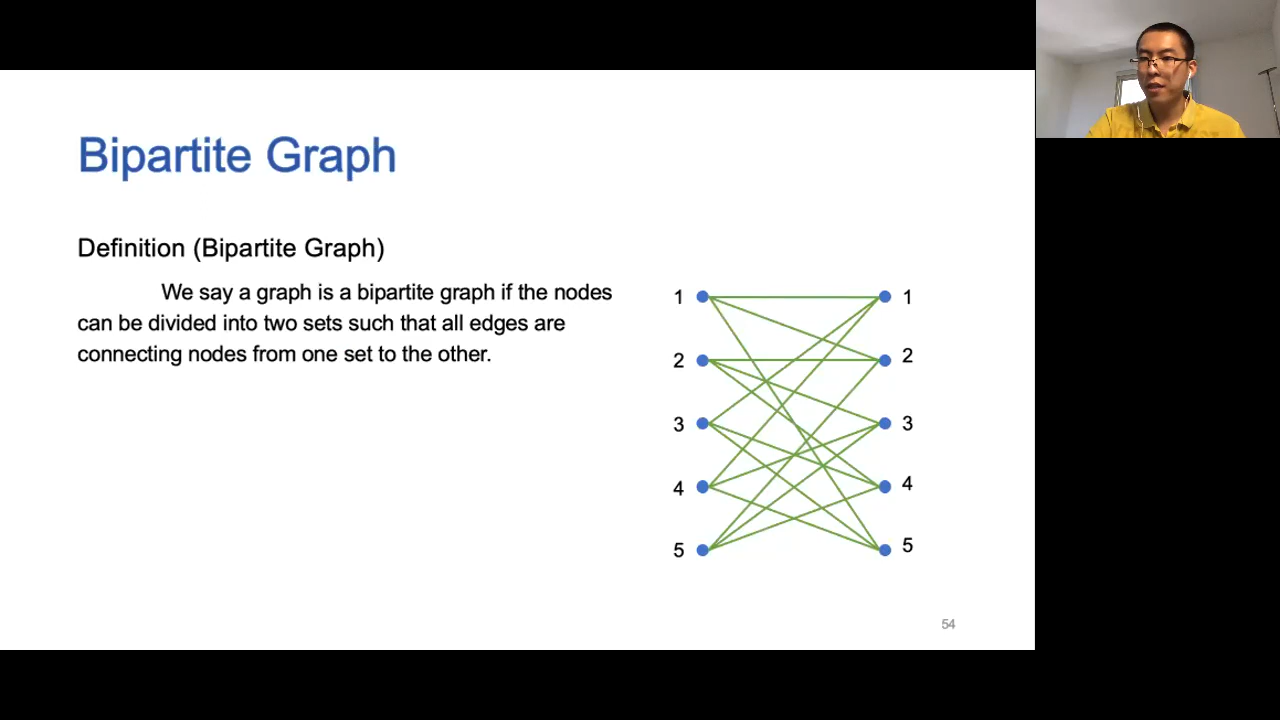 Bipartite Graph
Definition (Bipartite Graph)
We say a graph is a bipartite graph if the nodes
can be divided into two sets such that all edges are
connecting nodes from one set to the other.
1 1
2 2
3 3
4 4
5 5
54